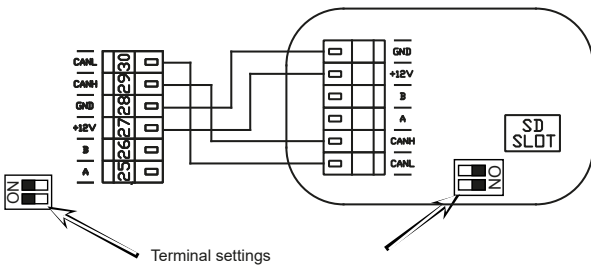 CANL 30
CANH 29
GND 28
+12V 27
B 26
A 25
GND
+12V
B
A
CANH
CANL
SD
SLOT
ON
ON
Terminal settings